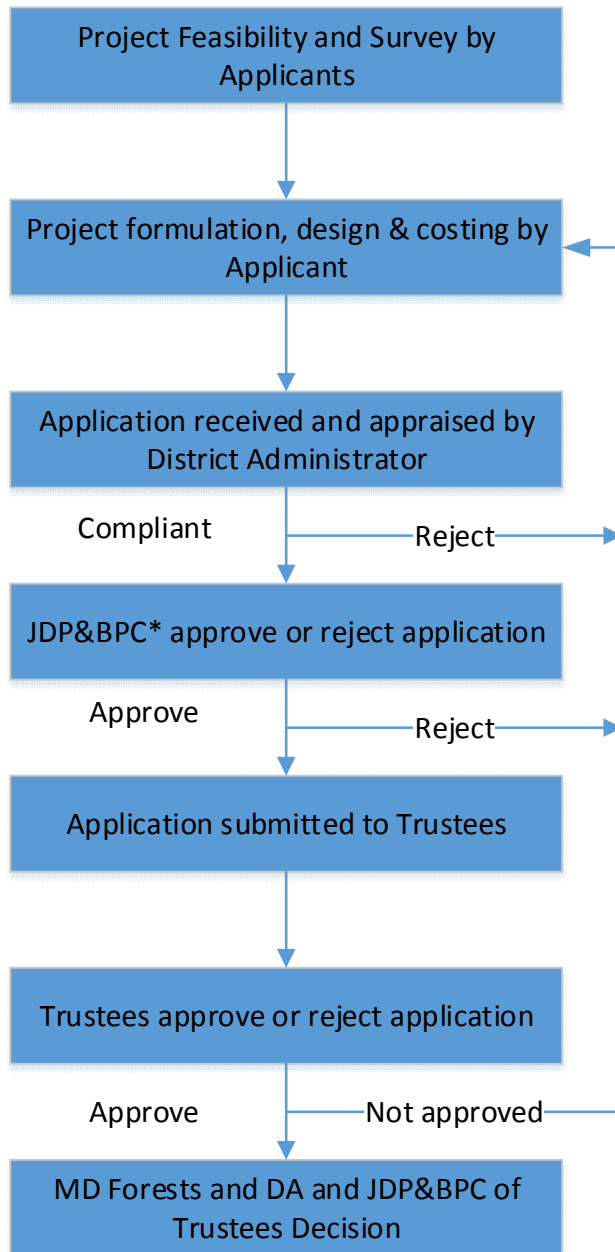 Project Feasibility and Survey by
Applicants
Project formulation, design & costing by
Applicant
Application received and appraised by
District Administrator
Compliant
Reject
JDP&BPC* approve or reject application
Approve
Reject
Application submitted to Trustees
Trustees approve or reject application
Approve
Not approved
MD Forests and DA and JDP&BPC of
Trustees Decision